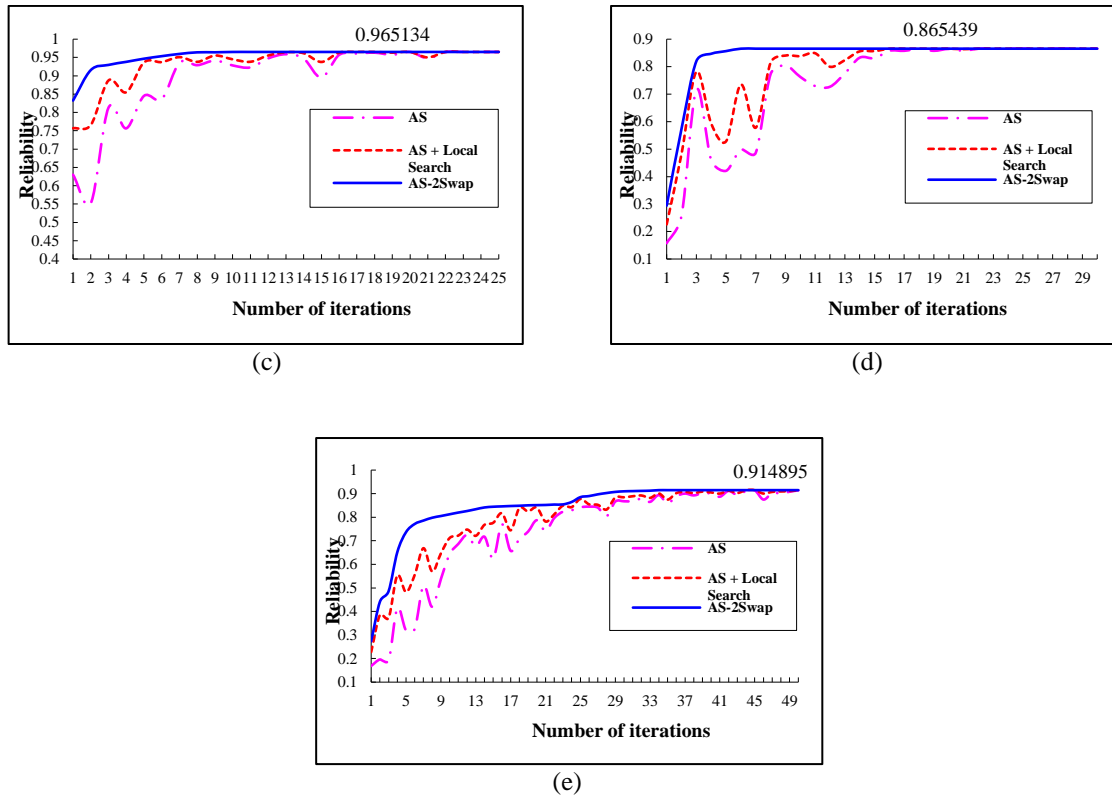 0.965134
1
0.95
0.9
0.85
0.8
0.75
0.7
0.65
0.6
0.55
0.5
0.45
0.4
Reliability
AS
AS + Local
Search
AS-2Swap
1 2 3 4 5 6 7 8 9 10 11 12 13 14 15 16 17 18 19 20 21 22 23 24 25
Number of iterations
(c)
0.865439
0.9
0.8
0.7
0.6
0.5
0.4
0.3
0.2
0.1
Reliability
AS
AS + Local
Search
AS-2Swap
1 3 5 7 9 11 13 15 17 19 21 23 25 27 29
Number of iterations
(d)
0.914895
1
0.9
0.8
0.7
0.6
0.5
0.4
0.3
0.2
0.1
Reliability
AS
AS + Local
Search
AS-2Swap
1 5 9 13 17 21 25 29 33 37 41 45 49
Number of iterations
(e)